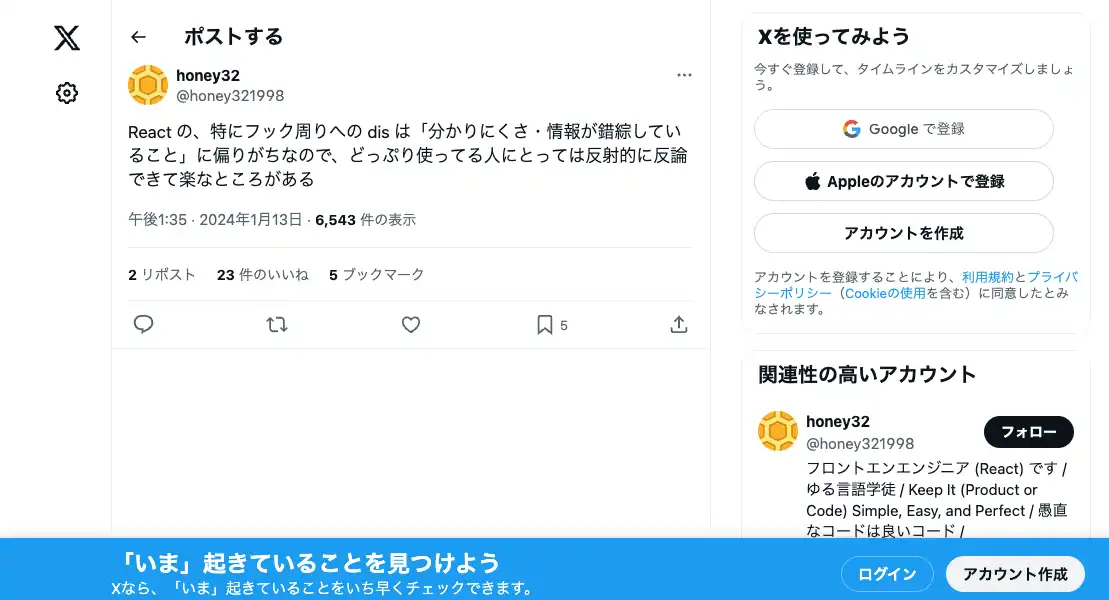 ポストする
honey32
@honey321998
React の、特にフック周りへの dis は「分かりにくさ・情報が錯綜してい
ること」に偏りがちなので、どっぷり使ってる人にとっては反射的に反論
できて楽なところがある
午後1:35 · 2024年1月13日 · 6,543 件の表示
2 リポスト 23 件のいいね 5 ブックマーク
5
Xを使ってみよう
今すぐ登録して、タイムラインをカスタマイズしましょ
う。
Google で登録
Appleのアカウントで登録
アカウントを作成
アカウントを登録することにより、利用規約とプライバ
シーポリシー（Cookieの使用を含む）に同意したとみ
なされます。
関連性の高いアカウント
honey32
@honey321998
フォロー
フロントエンエンジニア (React) です /
ゆる言語学徒 / Keep It (Product or
Code) Simple, Easy, and Perfect / 愚直
なコードは良いコード /
「いま」起きていることを見つけよう
Xなら、「いま」起きていることをいち早くチェックできます。
ログイン
アカウント作成